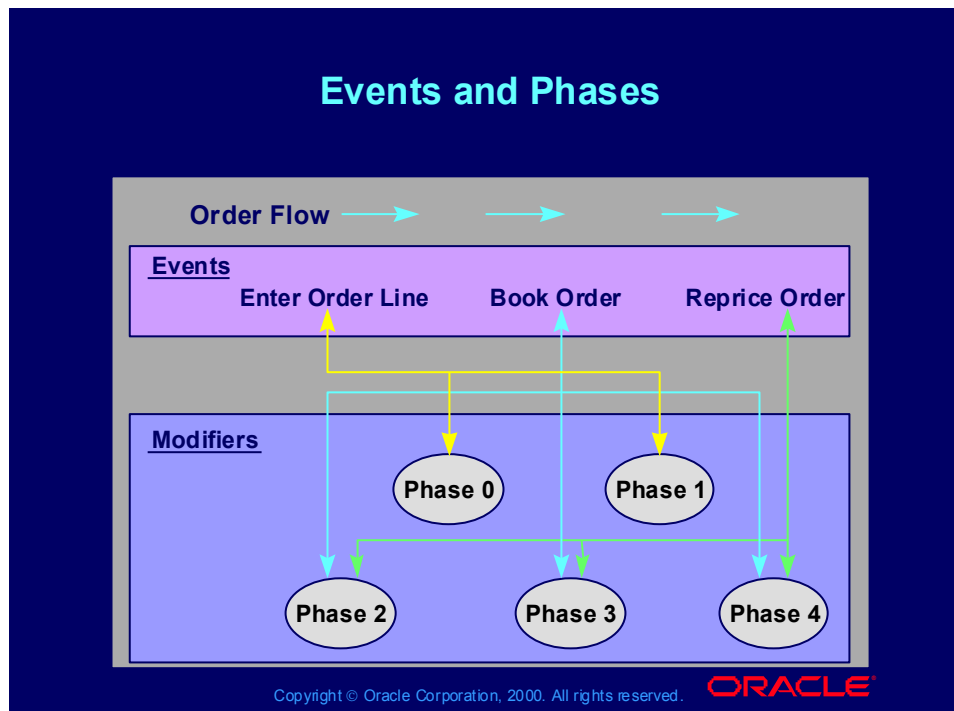 Events and Phases
Order Flow
Events
Enter Order Line Book Order Reprice Order
Modifiers
Phase 0 Phase 1
Phase 2 Phase 3 Phase 4
Copyright © Oracle Corporation, 2000. All rights reserved.
ORACLE®